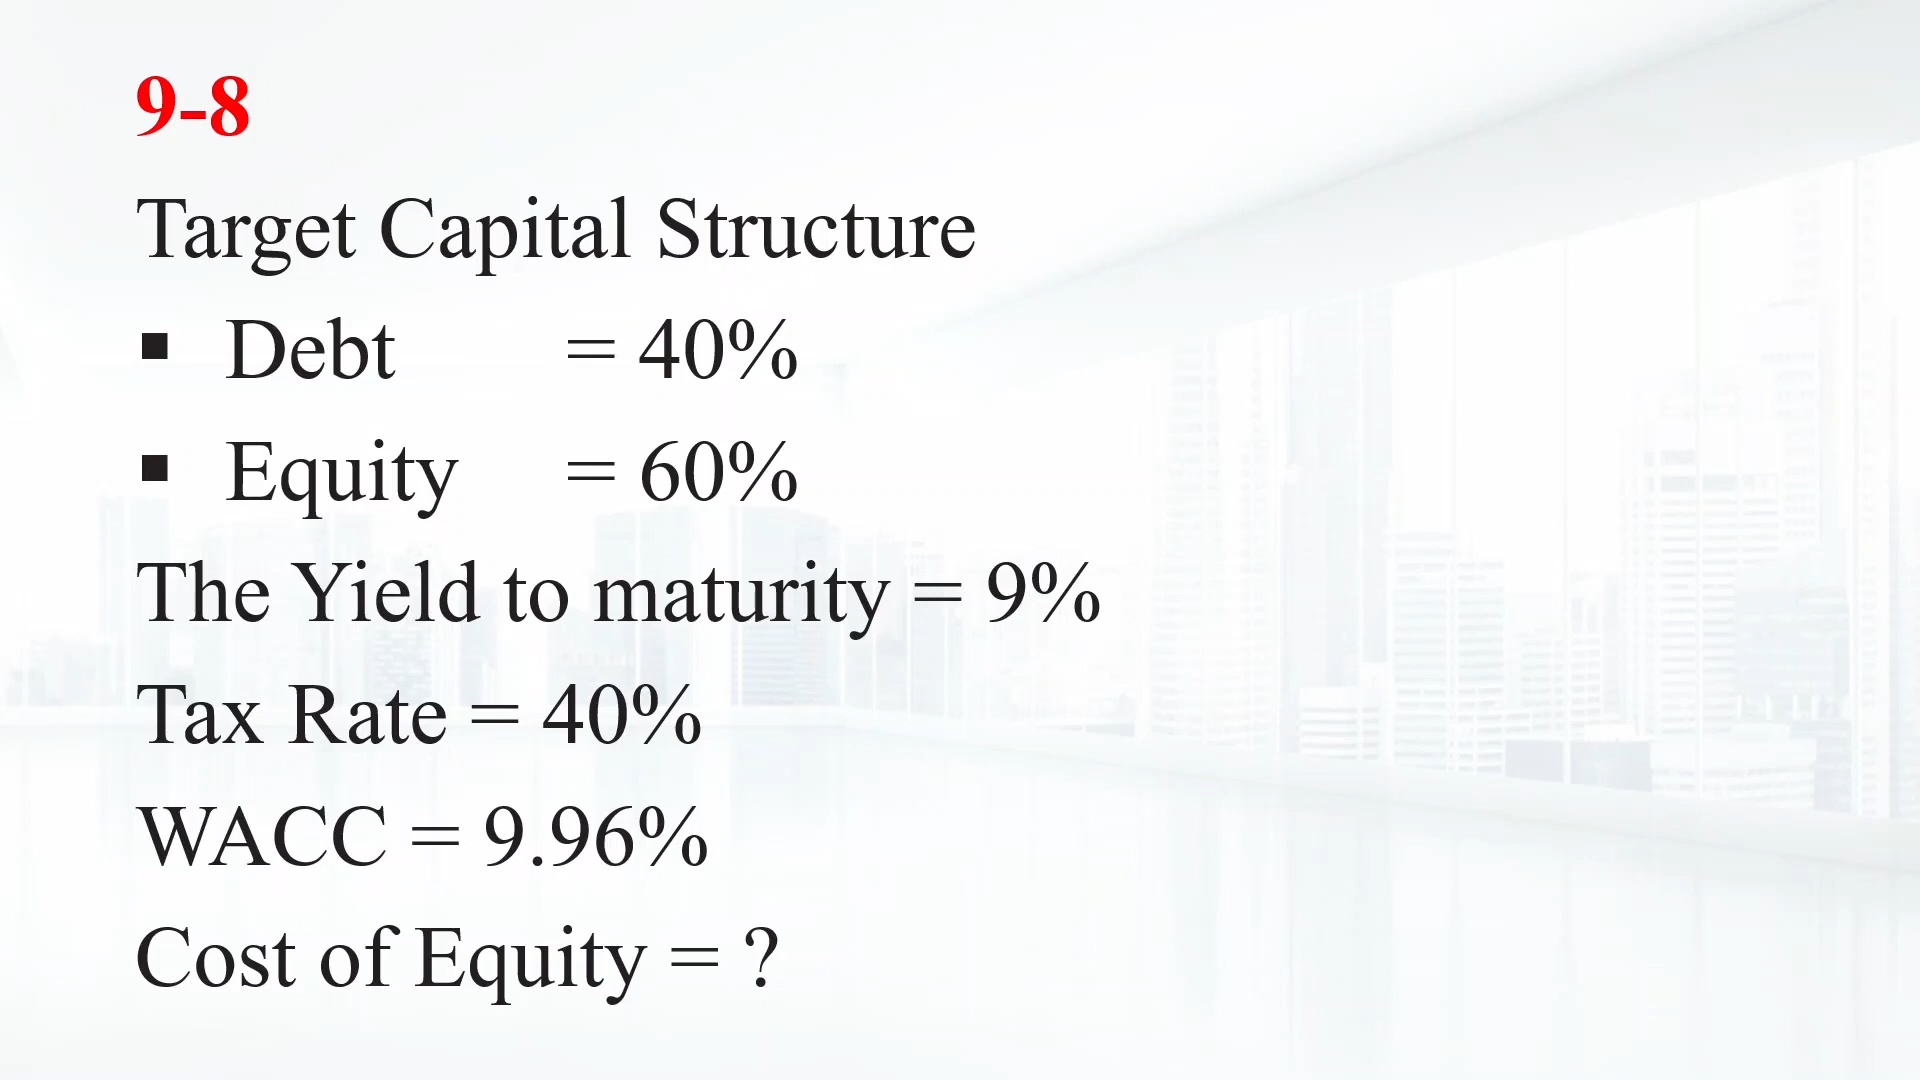 9-8
Target Capital Structure
▪ Debt = 40%
▪ Equity = 60%
The Yield to maturity = 9%
Tax Rate = 40%
WACC = 9.96%
Cost of Equity = ?